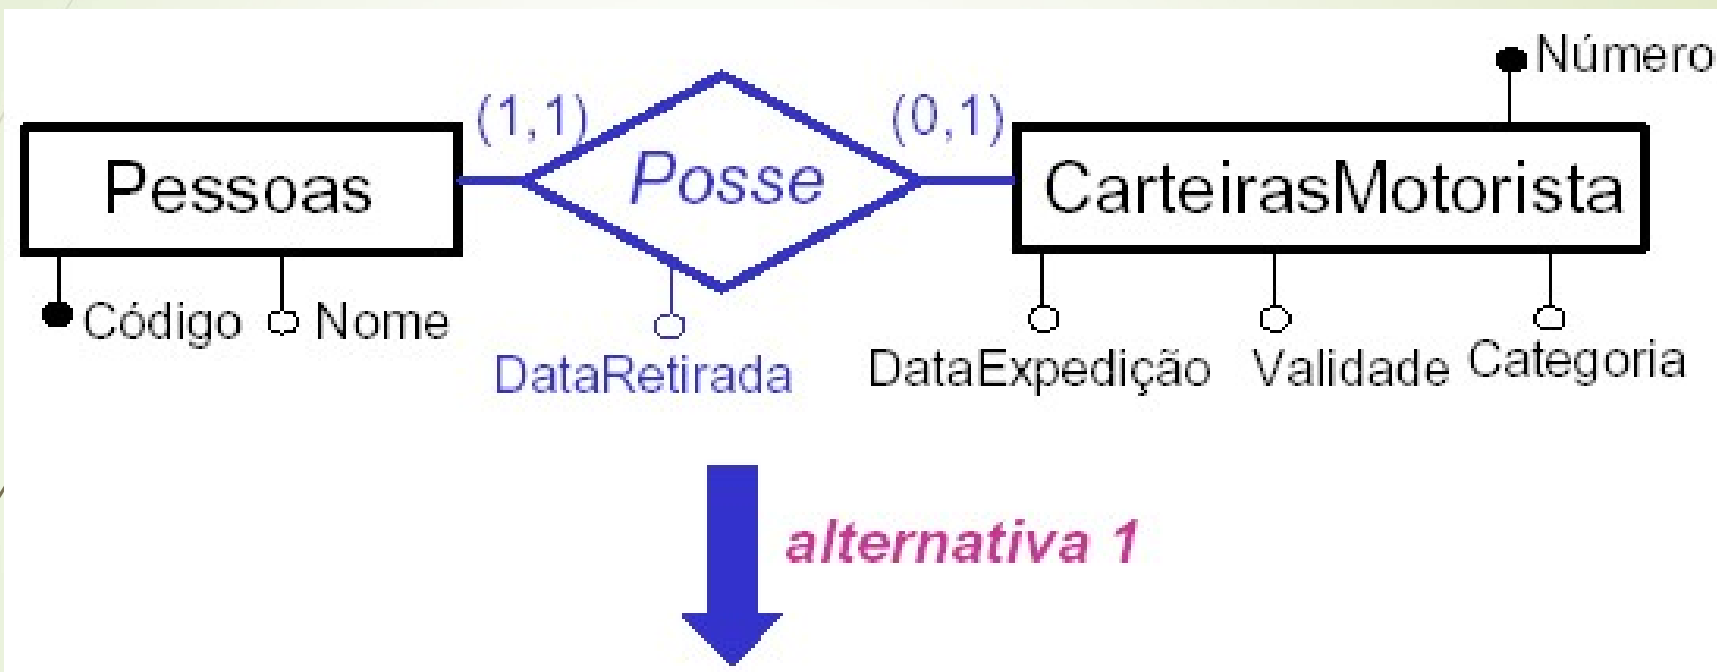 Número
(1,1)
(0,1)
Pessoas
Posse
CarteirasMotorista
Código
Nome
DataRetirada
DataExpedição
Validade
Categoria
alternativa 1